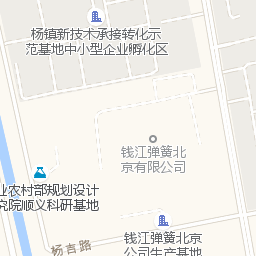 杨镇新技术承接转化示
范基地中小型企业孵化区
钱江弹簧北
京有限公司
业农村部规划设计
究院顺义科研基地
钱江弹簧北京
公司生产基地
杨吉路